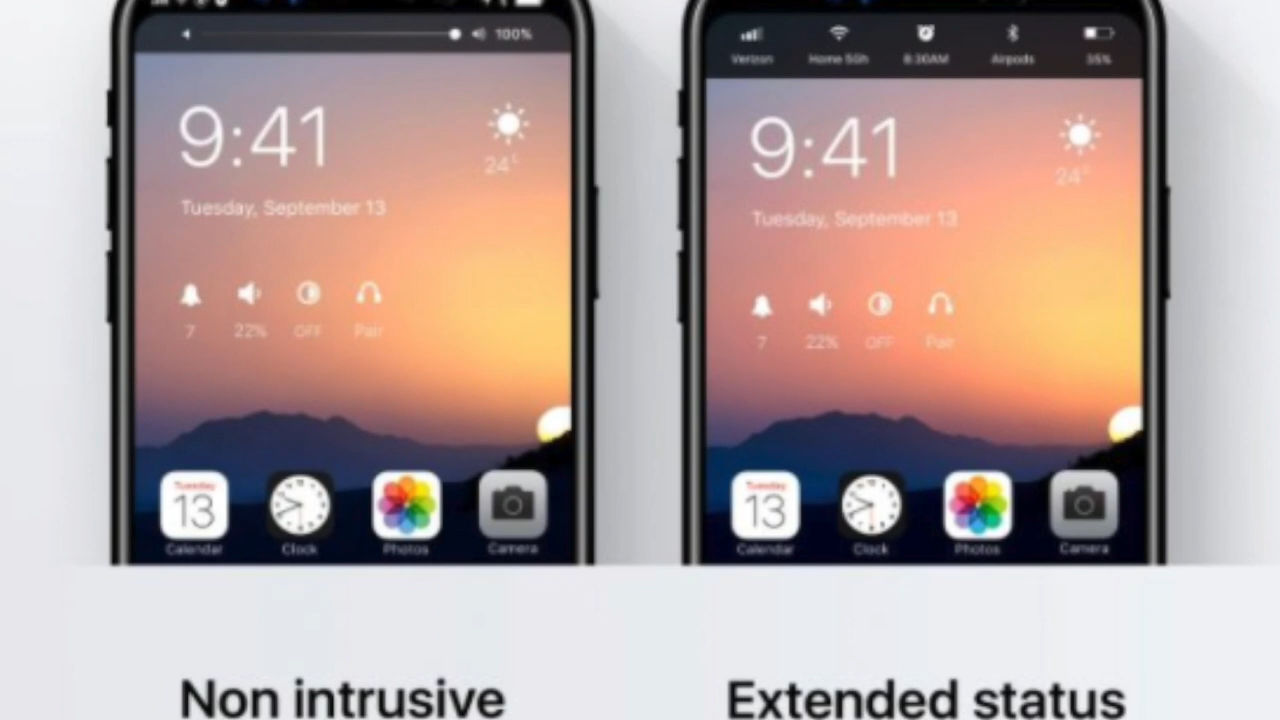 100%
9:41
24°
Tuesday, September 13
7 22% OFF Pair
Tuesday
13
Calendar Clock Photos Camera
Non intrusive
Verizon Home 5Gh 6:30AM Airpods 35%
9:41
24°
Tuesday, September 13
7 22% OFF Pair
Tuesday
13
Calendar Clock Photos Camera
Extended status